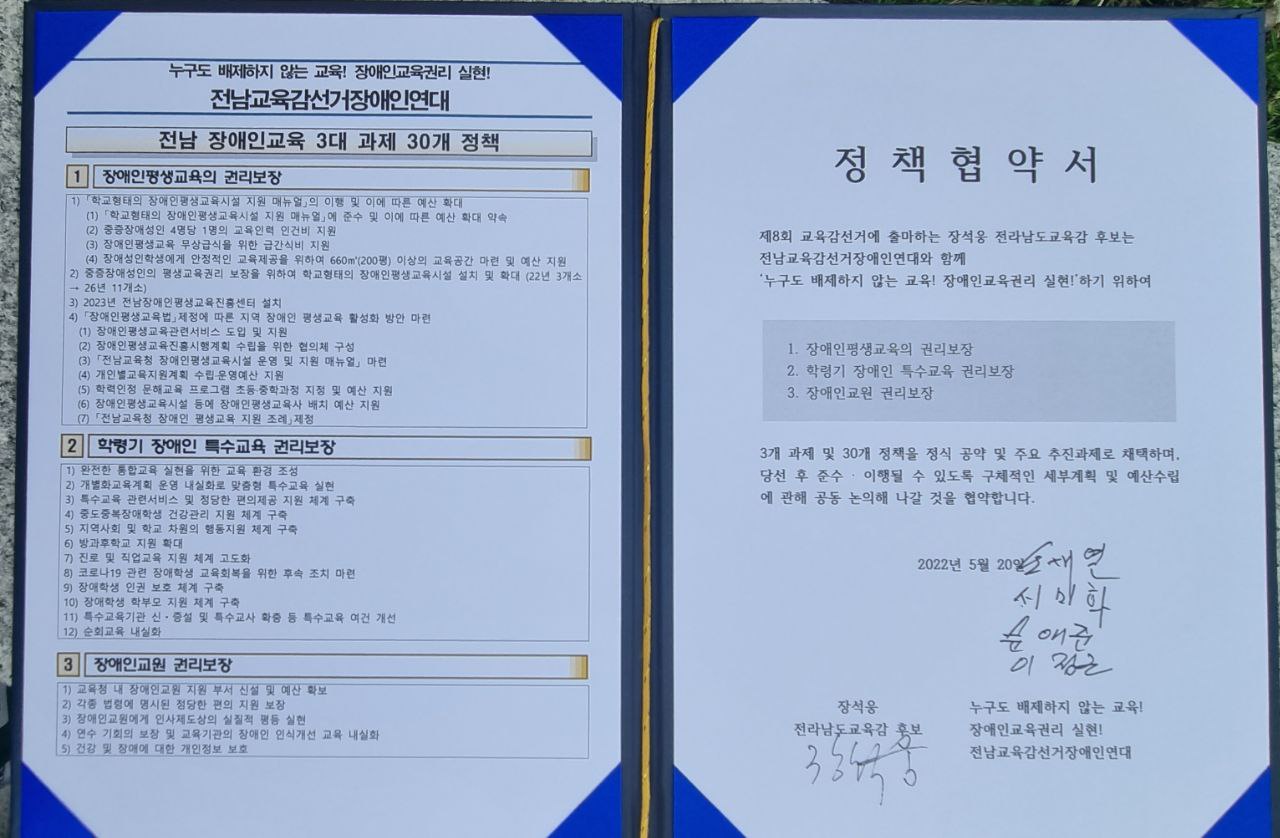 누구도 배제하지 않는 교육! 장애인교육권리 실현!
전남교육감선거장애인연대
전남 장애인교육 3대 과제 30개 정책
1 장애인평생교육의 권리보장
1) 「학교형태의 장애인평생교육시설 지원 매뉴얼」의 이행 및 이에 따른 예산 확대
(1) 「학교형태의 장애인평생교육시설 지원 매뉴얼」에 준수 및 이에 따른 예산 확대 약속
(2) 중증장애성인 4명당 1명의 교육인력 인건비 지원
(3) 장애인평생교육 무상급식을 위한 급간식비 지원
(4) 장애성인학생에게 안정적인 교육제공을 위하여 660㎡(200평) 이상의 교육공간 마련 및 예산 지원
2) 중증장애성인의 평생교육권리 보장을 위하여 학교형태의 장애인평생교육시설 설치 및 확대 (22년 3개소
→ 26년 11개소)
3) 2023년 전남장애인평생교육진흥센터 설치
4) 「장애인평생교육법」제정에 따른 지역 장애인 평생교육 활성화 방안 마련
(1) 장애인평생교육관련서비스 도입 및 지원
(2) 장애인평생교육진흥시행계획 수립을 위한 협의체 구성
(3) 「전남교육청 장애인평생교육시설 운영 및 지원 매뉴얼」 마련
(4) 개인별교육지원계획 수립·운영예산 지원
(5) 학력인정 문해교육 프로그램 초등·중학과정 지정 및 예산 지원
(6) 장애인평생교육시설 등에 장애인평생교육사 배치 예산 지원
(7) 「전남교육청 장애인 평생교육 지원 조례」제정
2 학령기 장애인 특수교육 권리보장
1) 완전한 통합교육 실현을 위한 교육 환경 조성
2) 개별화교육계획 운영 내실화로 맞춤형 특수교육 실현
3) 특수교육 관련서비스 및 정당한 편의제공 지원 체계 구축
4) 중도중복장애학생 건강관리 지원 체계 구축
5) 지역사회 및 학교 차원의 행동지원 체계 구축
6) 방과후학교 지원 확대
7) 진로 및 직업교육 지원 체계 고도화
8) 코로나19 관련 장애학생 교육회복을 위한 후속 조치 마련
9) 장애학생 인권 보호 체계 구축
10) 장애학생 학부모 지원 체계 구축
11) 특수교육기관 신·증설 및 특수교사 확충 등 특수교육 여건 개선
12) 순회교육 내실화
3 장애인교원 권리보장
1) 교육청 내 장애인교원 지원 부서 신설 및 예산 확보
2) 각종 법령에 명시된 정당한 편의 지원 보장
3) 장애인교원에게 인사제도상의 실질적 평등 실현
4) 연수 기회의 보장 및 교육기관의 장애인 인식개선 교육 내실화
5) 건강 및 장애에 대한 개인정보 보호
정 책 협 약 서
제8회 교육감선거에 출마하는 장석웅 전라남도교육감 후보는
전남교육감선거장애인연대와 함께
'누구도 배제하지 않는 교육! 장애인교육권리 실현!'하기 위하여
1. 장애인평생교육의 권리보장
2. 학령기 장애인 특수교육 권리보장
3. 장애인교원 권리보장
3개 과제 및 30개 정책을 정식 공약 및 주요 추진과제로 채택하며,
당선 후 준수 · 이행될 수 있도록 구체적인 세부계획 및 예산수립
에 관해 공동 논의해 나갈 것을 협약합니다.
2022년 5월 20일
서미화
이정근
장석웅
전라남도교육감 후보
장석웅
누구도 배제하지 않는 교육!
장애인교육권리 실현!
전남교육감선거장애인연대